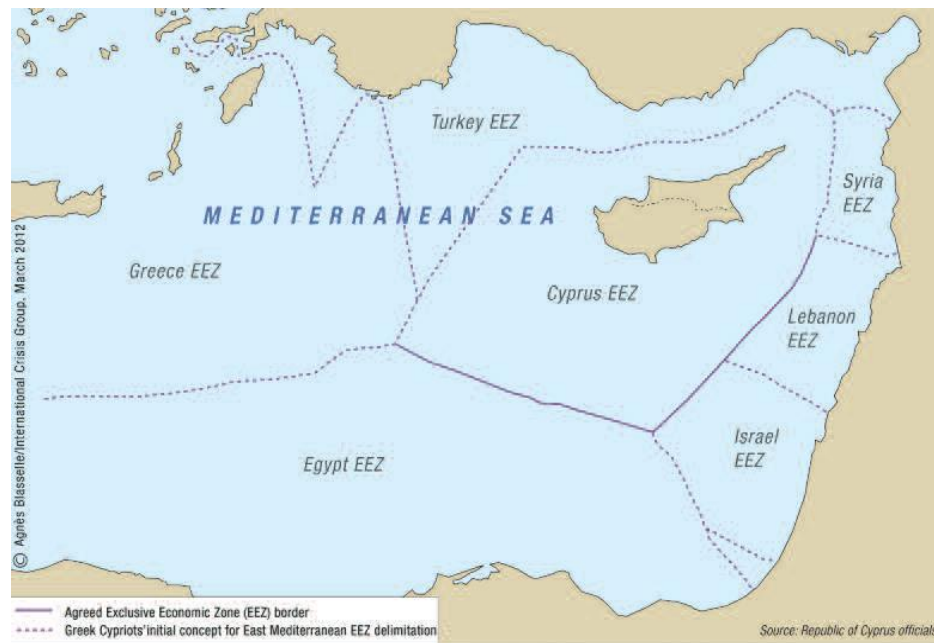 Turkey EEZ
MEDITERRANEAN SEA
Syria
EEZ
Greece EEZ
Cyprus EEZ
Lebanon
EEZ
Israel
EEZ
Egypt EEZ
© Agnès Blasselle/International Crisis Group, March 2012
Agreed Exclusive Economic Zone (EEZ) border
Greek Cypriots'initial concept for East Mediterranean EEZ delimitation
Source: Republic of Cyprus officials